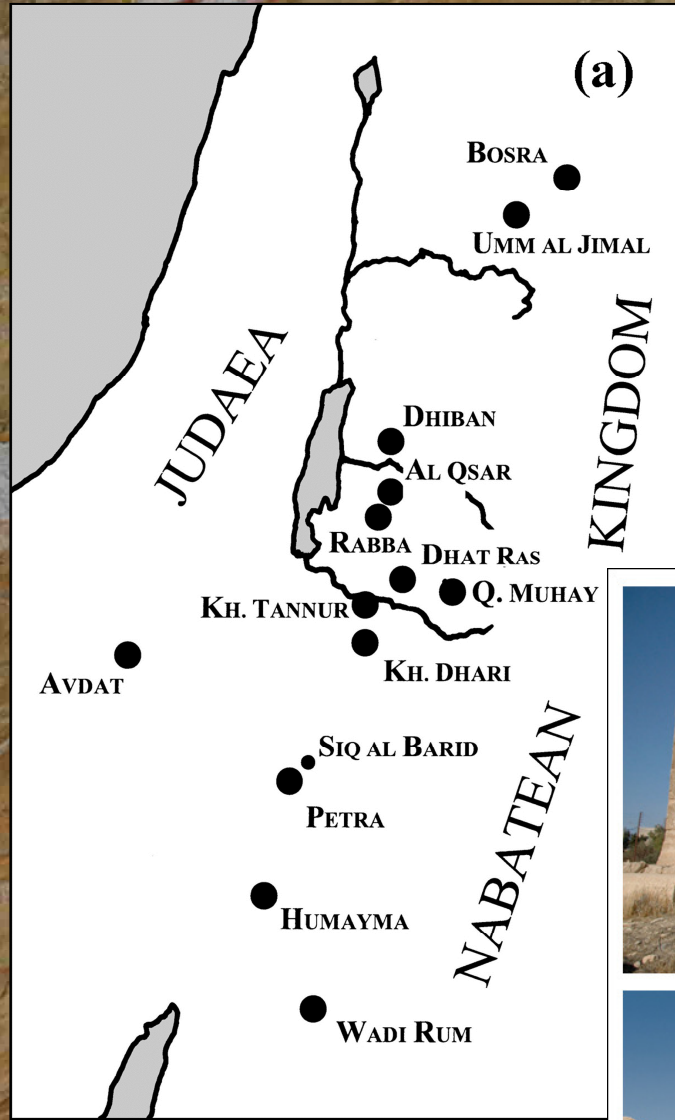 (a)
BOSRA
UMM AL JIMAL
KINGDOM
JUDAEA
DHIBAN
AL QSAR
RABBA
DHAT RAS
Q. MUHAY
KH. TANNUR
KH. DHARI
AVDAT
SIQ AL BARID
PETRA
NABATEAN
HUMAYMA
WADI RUM